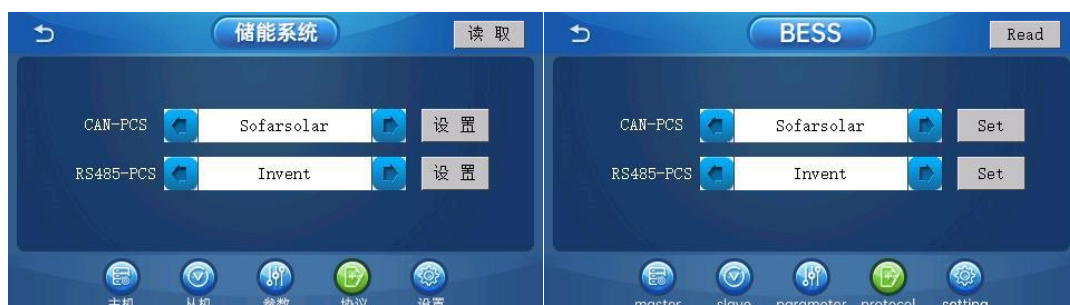 储能系统
读 取
CAN-PCS Sofarsolar 设 置
RS485-PCS Invent 设 置
主机 从机 参数 协议 设置
BESS
Read
CAN-PCS Sofarsolar Set
RS485-PCS Invent Set
master slave parameter protocol setting